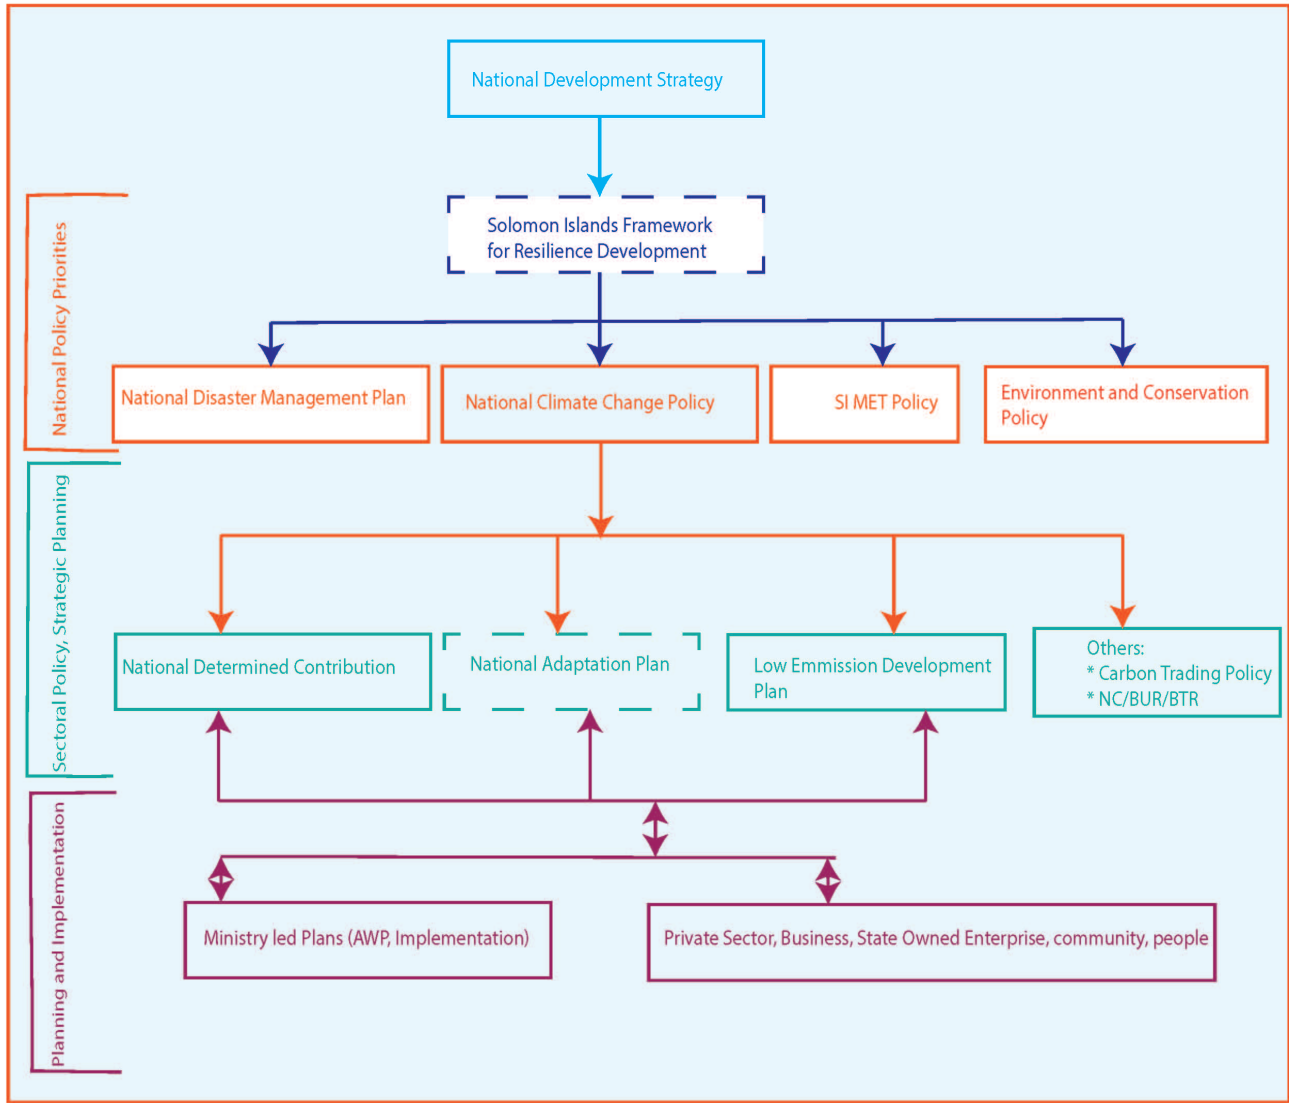 National Development Strategy
Solomon Islands Framework
for Resilience Development
National Policy Priorities
National Disaster Management Plan
National Climate Change Policy
SI MET Policy
Environment and Conservation
Policy
Sectoral Policy, Strategic Planning
National Determined Contribution
National Adaptation Plan
Low Emmission Development
Plan
Others:
* Carbon Trading Policy
* NC/BUR/BTR
Planning and Implementation
Ministry led Plans (AWP, Implementation)
Private Sector, Business, State Owned Enterprise, community, people